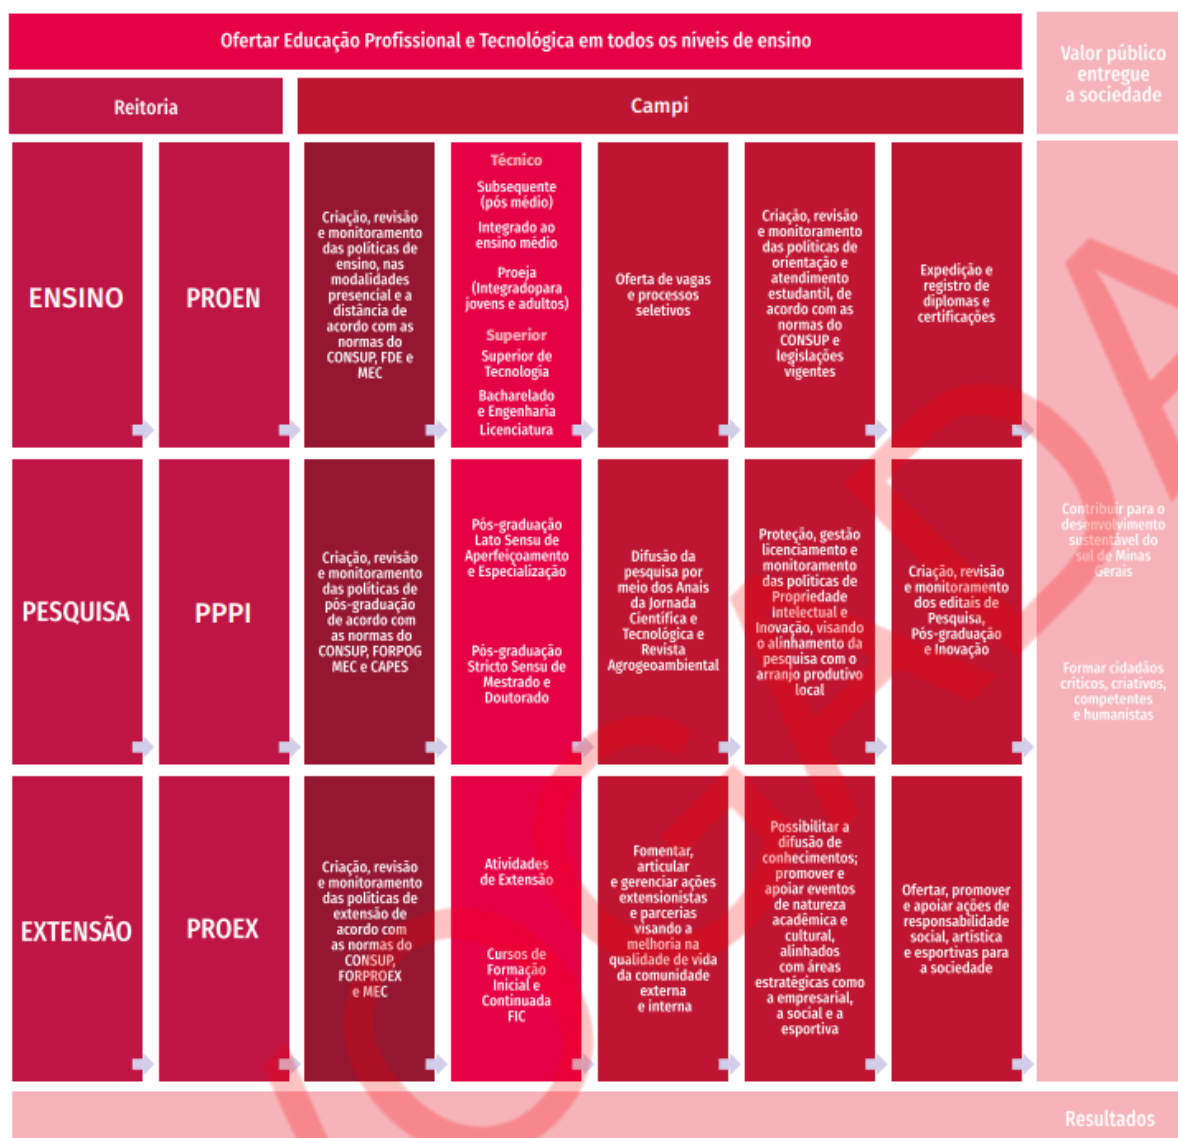 Ofertar Educação Profissional e Tecnológica em todos os níveis de ensino
Valor público
entregue
a sociedade
Reitoria
Campi
ENSINO
PROEN
Criação, revisão
e monitoramento
das políticas de
ensino, nas
modalidades
presencial e a
distância de
acordo com as
normas do
CONSUP, FDE e
MEC
Técnico
Subsequente
(pós médio)
Integrado ao
ensino médio
Proeja
(Integradopara
jovens e adultos)
Superior
Superior de
Tecnologia
Bacharelado
e Engenharia
Licenciatura
Oferta de vagas
e processos
seletivos
Criação, revisão
e monitoramento
das políticas de
orientação e
atendimento
estudantil, de
acordo com as
normas do
CONSUP e
legislações
vigentes
Expedição e
registro de
diplomas e
certificações
PESQUISA
PPPI
Criação, revisão
e monitoramento
das políticas de
pós-graduação
de acordo com
as normas do
CONSUP, FORPOG
MEC e CAPES
Pós-graduação
Lato Sensu de
Aperfeiçoamento
e Especialização
Pós-graduação
Stricto Sensu de
Mestrado e
Doutorado
Difusão da
pesquisa por
meio dos Anais
da Jornada
Científica e
Tecnológica e
Revista
Agrogeoambiental
Proteção, gestão
licenciamento e
monitoramento
das políticas de
Propriedade
Intelectual e
Inovação, visando
o alinhamento da
pesquisa com o
arranjo produtivo
local
Criação, revisão
e monitoramento
dos editais de
Pesquisa,
Pós-graduação
e Inovação
Contribuir para o
desenvolvimento
sustentável do
sul de Minas
Gerais
Formar cidadãos
críticos, criativos,
competentes
e humanistas
EXTENSÃO
PROEX
Criação, revisão
e monitoramento
das políticas de
extensão de
acordo com
as normas do
CONSUP,
FORPROEX
e MEC
Atividades
de Extensão
Cursos de
Formação
Inicial e
Continuada
FIC
Fomentar,
articular
e gerenciar ações
extensionistas
e parcerias
visando a
melhoria na
qualidade de vida
da comunidade
externa
e interna
Possibilitar a
difusão de
conhecimentos;
promover e
apoiar eventos
de natureza
acadêmica e
cultural,
alinhados
com áreas
estratégicas como
a empresarial,
a social e a
esportiva
Ofertar, promover
e apoiar ações de
responsabilidade
social, artística
e esportivas para
a sociedade
Resultados